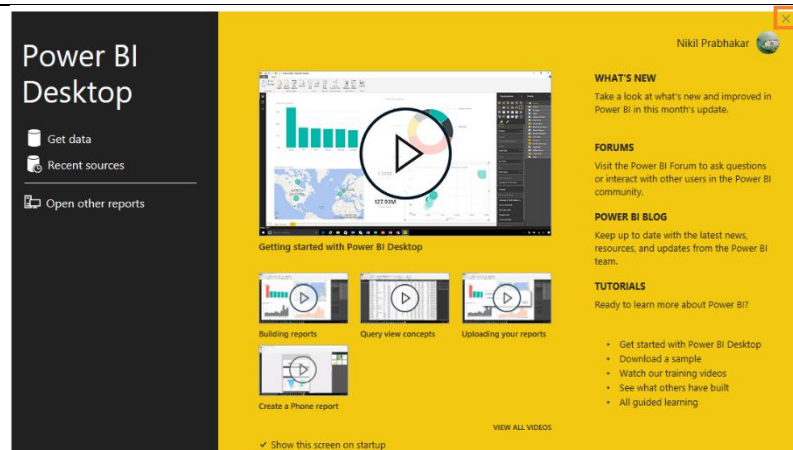 Power BI
Desktop
Get data
Recent sources
Open other reports
Nikil Prabhakar
127.93M
Getting started with Power BI Desktop
Building reports
Query view concepts
Uploading your reports
Create a Phone report
VIEW ALL VIDEOS
Show this screen on startup
WHAT'S NEW
Take a look at what's new and improved in
Power BI in this month's update.
FORUMS
Visit the Power BI Forum to ask questions
or interact with other users in the Power BI
community.
POWER BI BLOG
Keep up to date with the latest news,
resources, and updates from the Power BI
team.
TUTORIALS
Ready to learn more about Power BI?
• Get started with Power BI Desktop
• Download a sample
• Watch our training videos
• See what others have built
• All guided learning